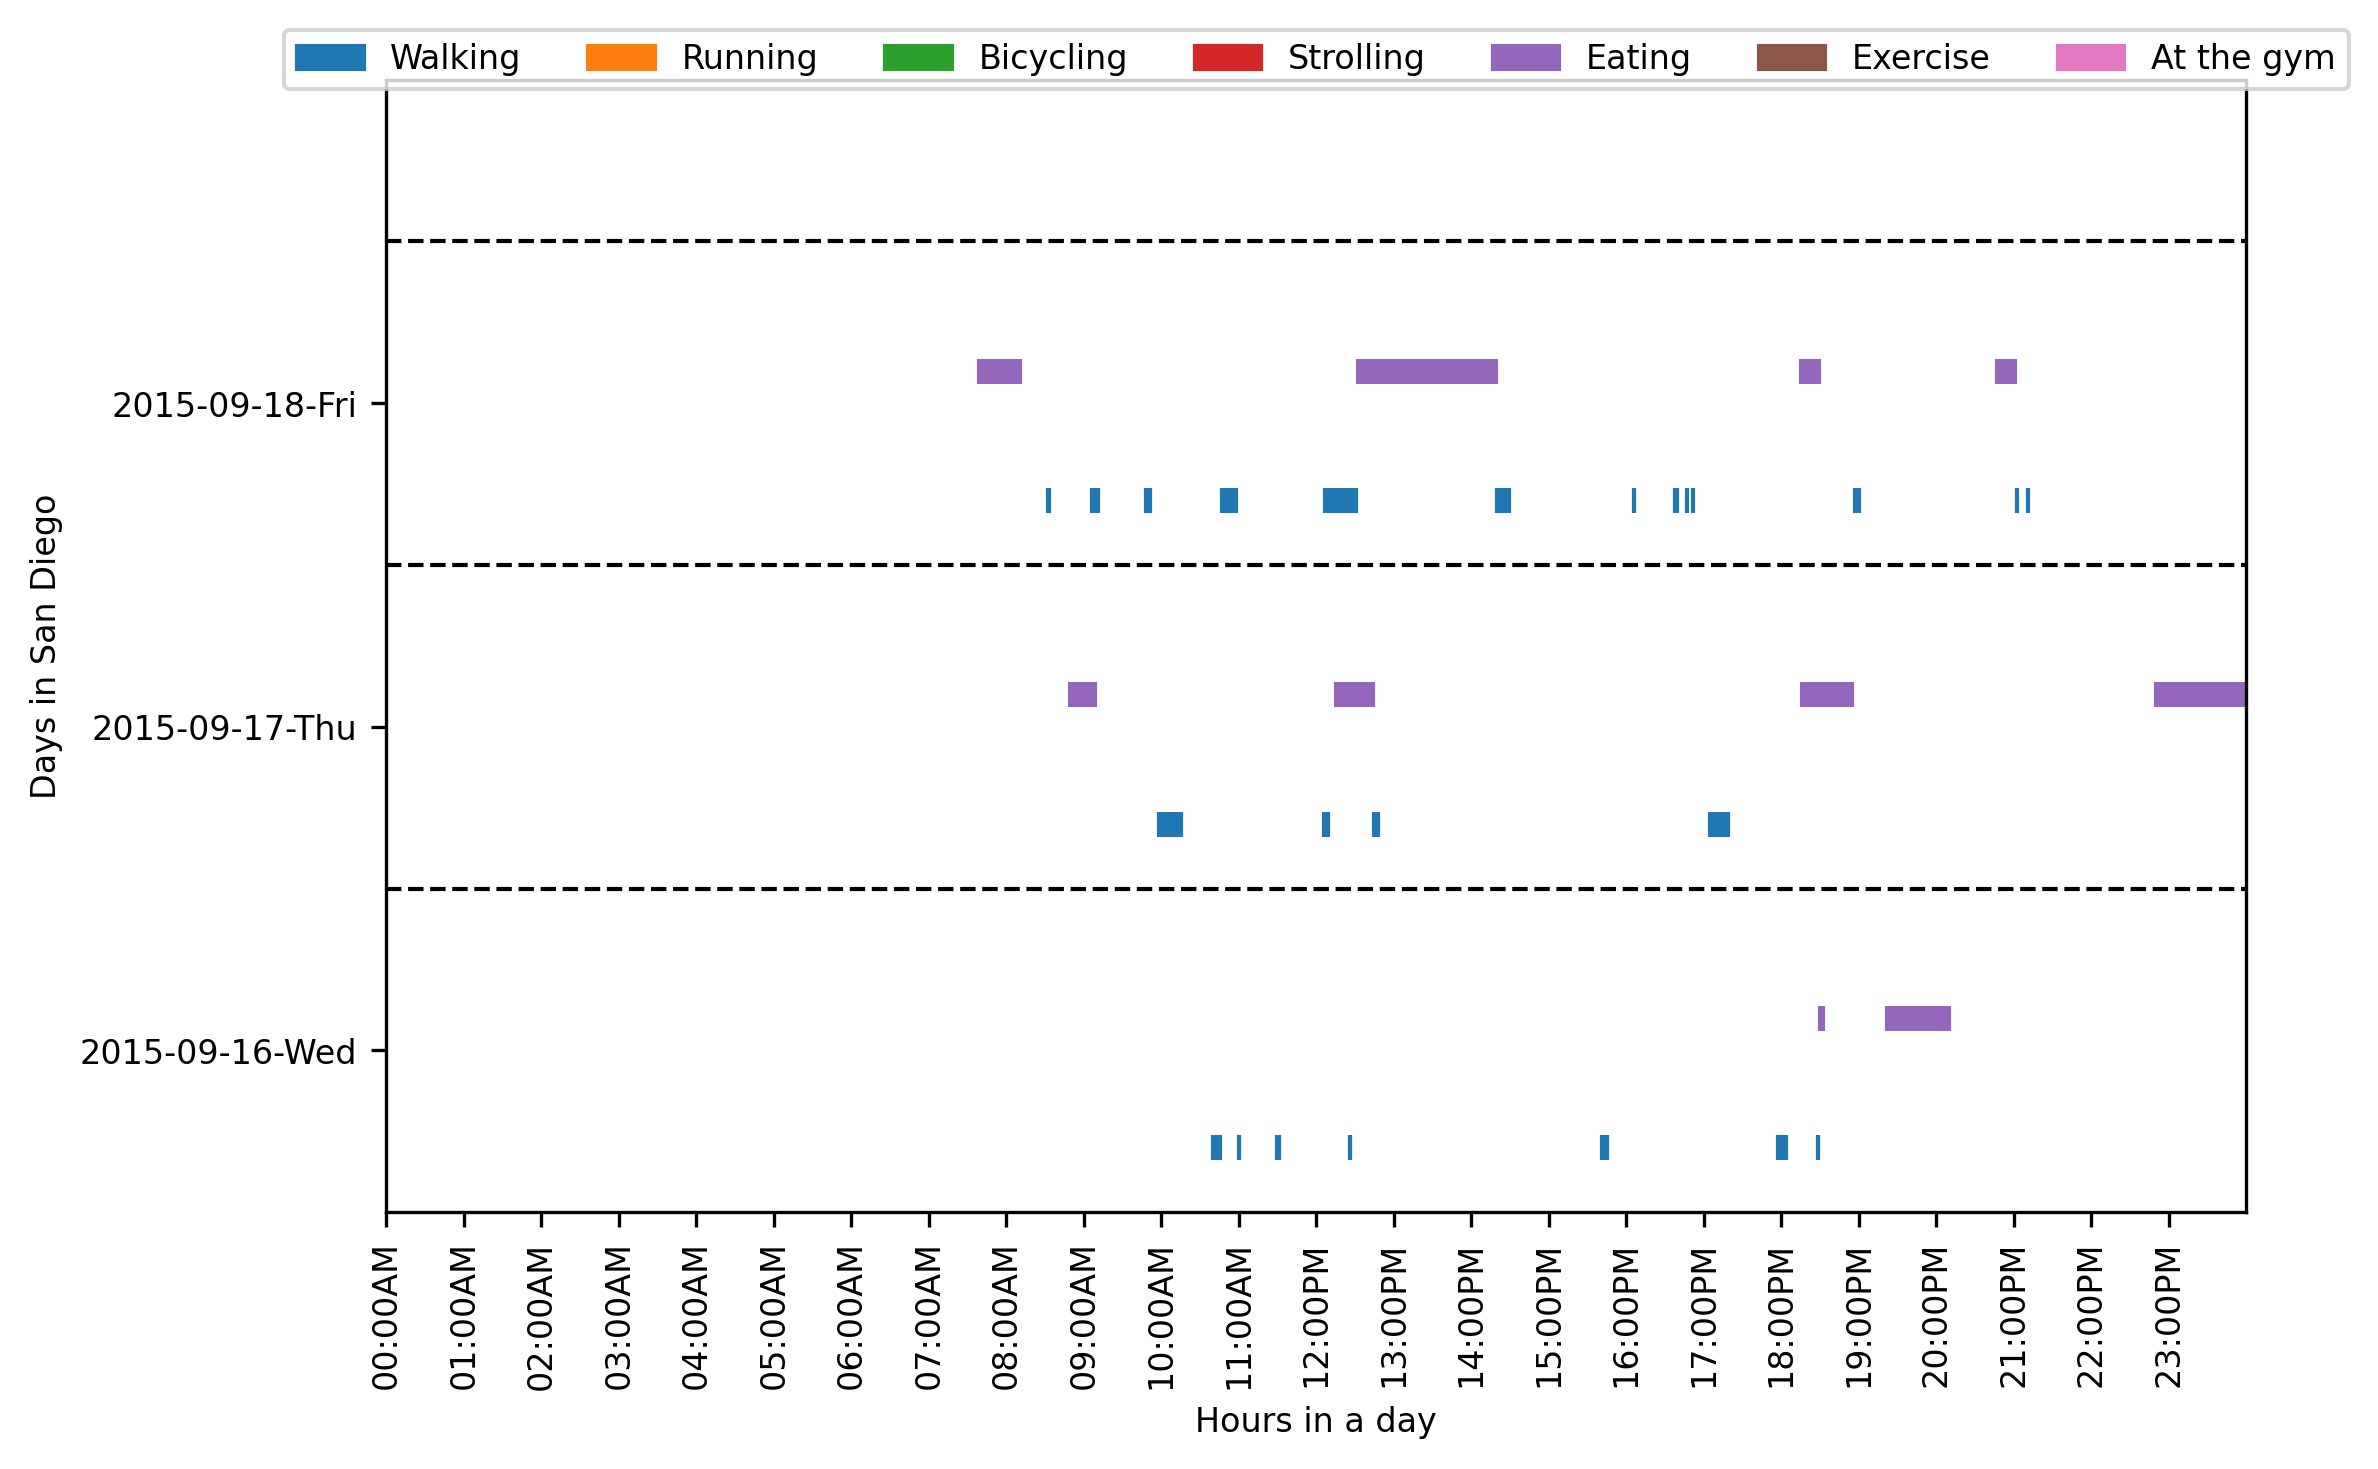 Walking Running Bicycling Strolling Eating Exercise At the gym
Days in San Diego
2015-09-18-Fri
2015-09-17-Thu
2015-09-16-Wed
00:00AM
01:00AM
02:00AM
03:00AM
04:00AM
05:00AM
06:00AM
07:00AM
08:00AM
09:00AM
10:00AM
11:00AM
12:00PM
13:00PM
14:00PM
15:00PM
16:00PM
17:00PM
18:00PM
19:00PM
20:00PM
21:00PM
22:00PM
23:00PM
Hours in a day